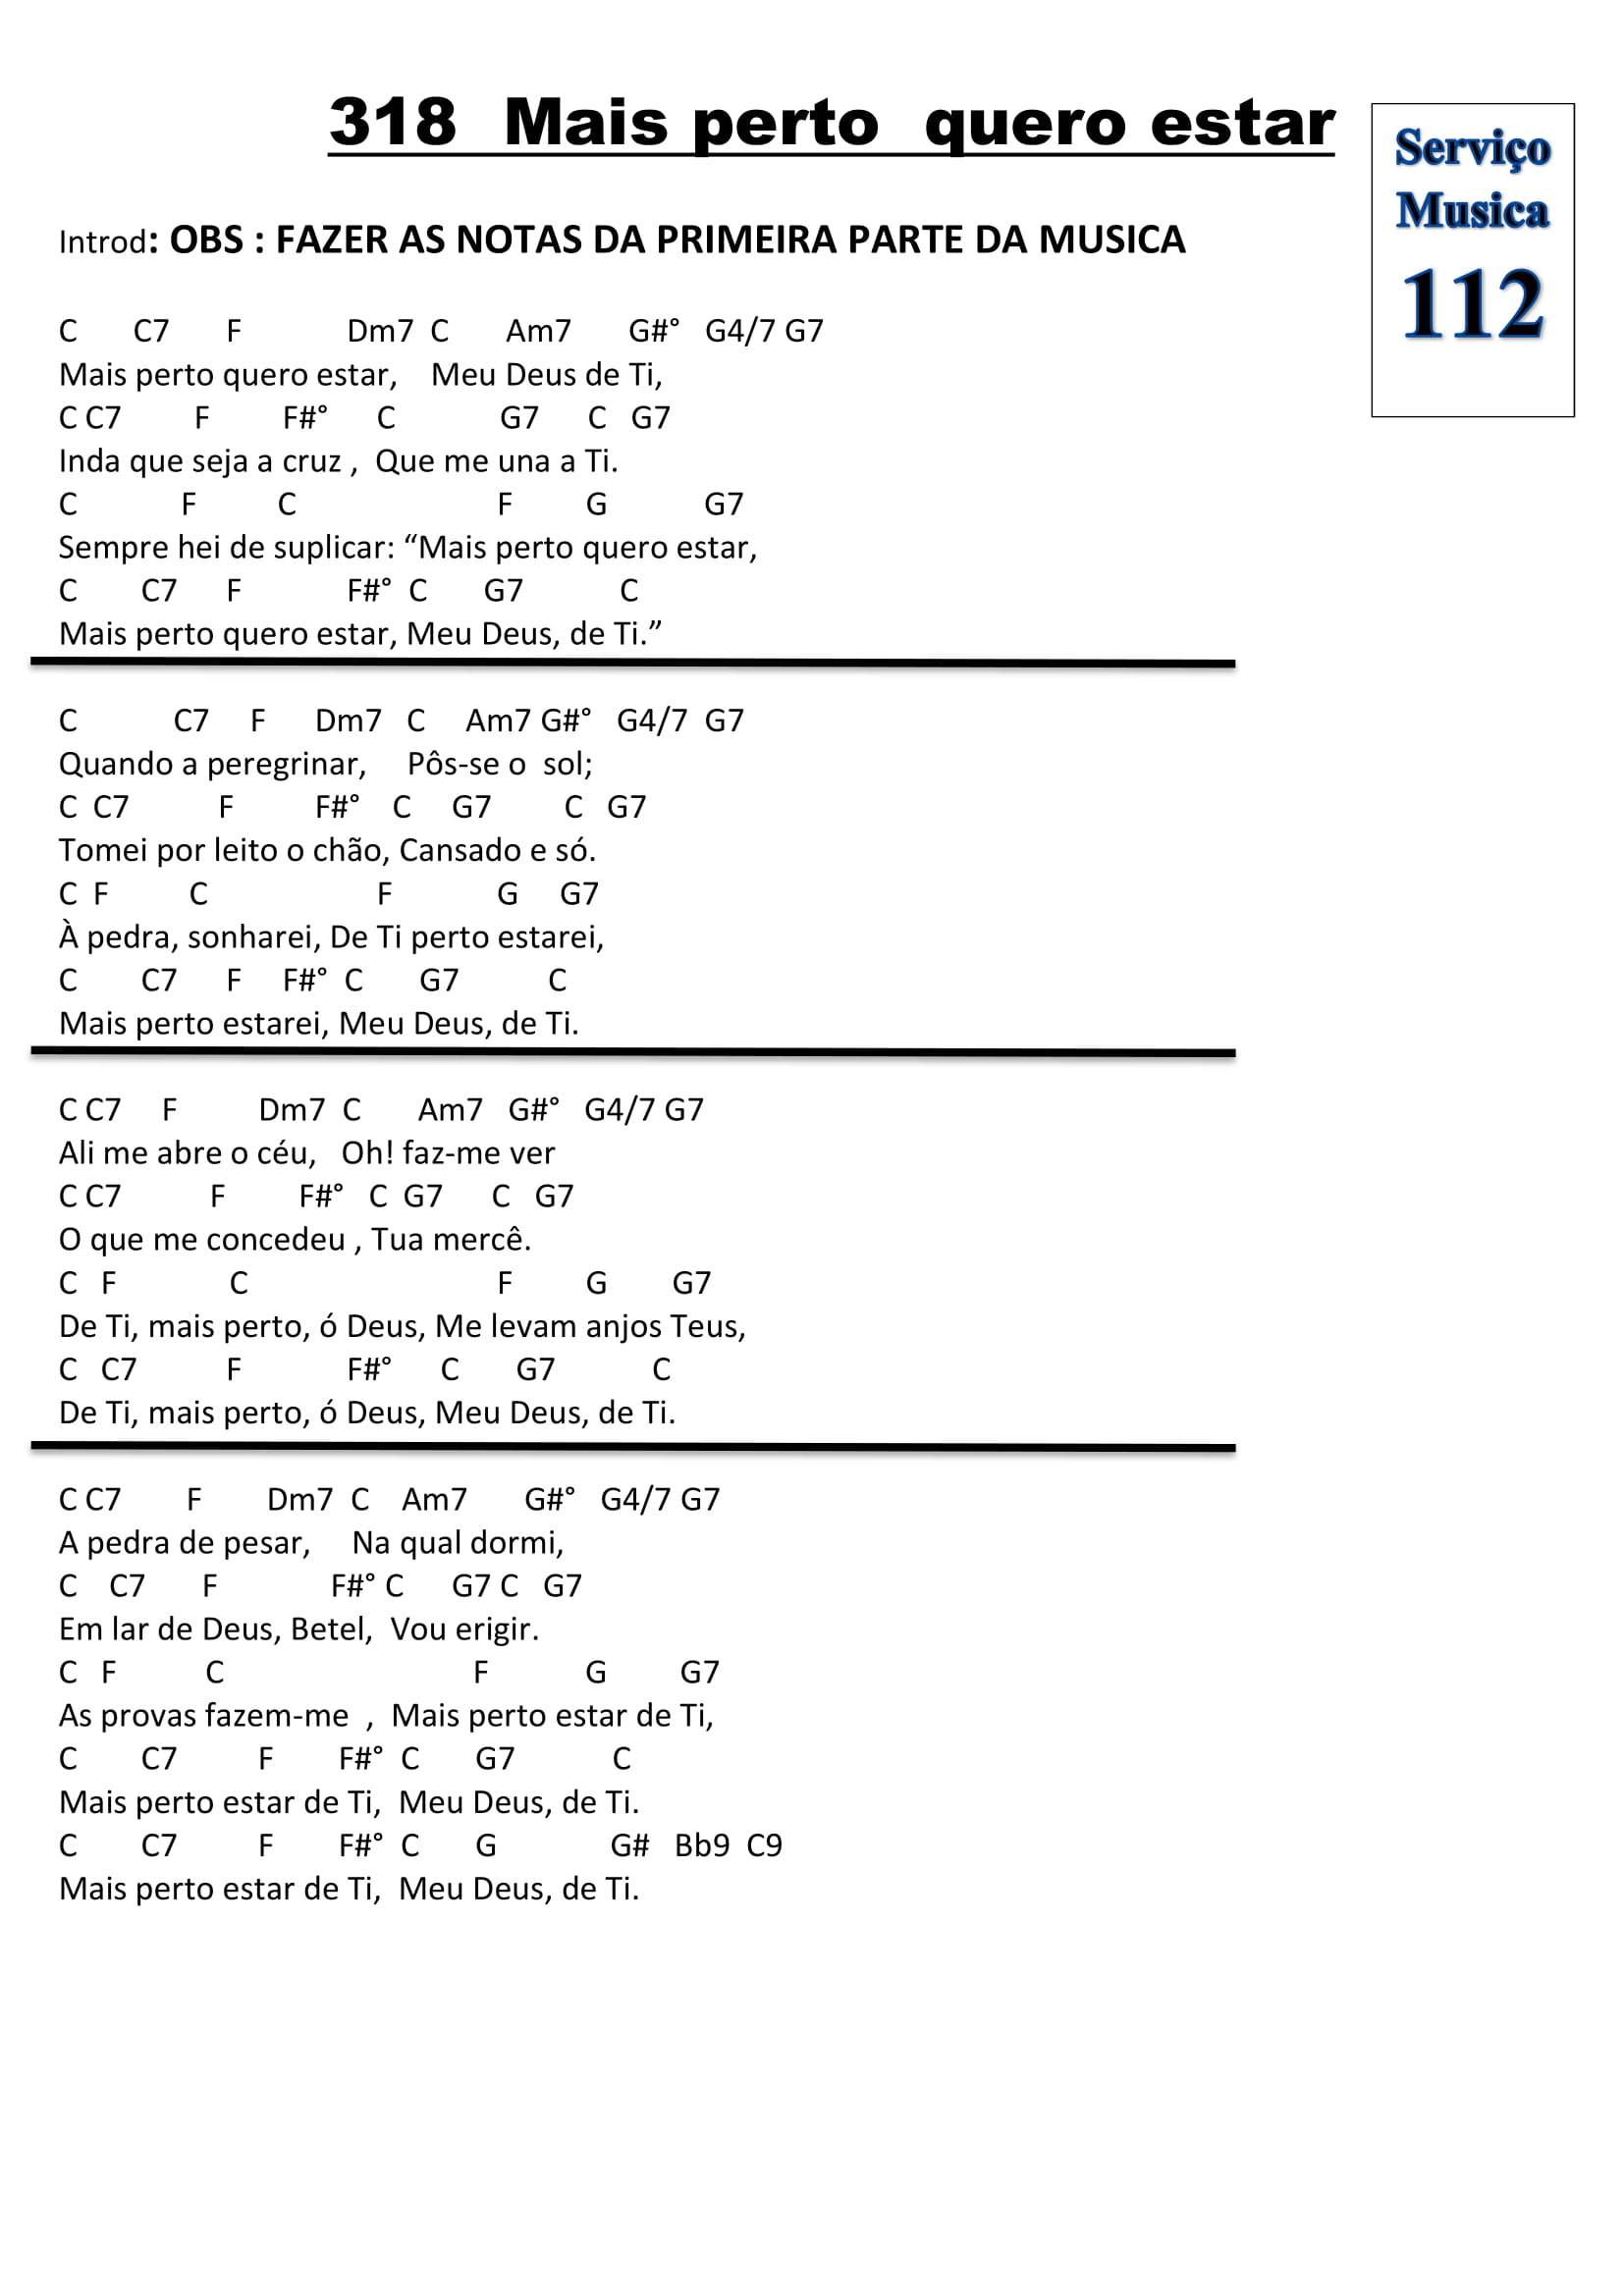 318 Mais perto quero estar
Serviço
Musica
112
Introd: OBS : FAZER AS NOTAS DA PRIMEIRA PARTE DA MUSICA
C C7 F Dm7 C Am7 G#° G4/7 G7
Mais perto quero estar, Meu Deus de Ti,
C C7 F F#° C G7 C G7
Inda que seja a cruz , Que me una a Ti.
C F C F G G7
Sempre hei de suplicar: “Mais perto quero estar,
C C7 F F#° C G7 C
Mais perto quero estar, Meu Deus, de Ti.”
C C7 F Dm7 C Am7 G#° G4/7 G7
Quando a peregrinar, Pôs-se o sol;
C C7 F F#° C G7 C G7
Tomei por leito o chão, Cansado e só.
C F C F G G7
À pedra, sonharei, De Ti perto estarei,
C C7 F F#° C G7 C
Mais perto estarei, Meu Deus, de Ti.
C C7 F Dm7 C Am7 G#° G4/7 G7
Ali me abre o céu, Oh! faz-me ver
C C7 F F#° C G7 C G7
O que me concedeu , Tua mercê.
C F C F G G7
De Ti, mais perto, ó Deus, Me levam anjos Teus,
C C7 F F#° C G7 C
De Ti, mais perto, ó Deus, Meu Deus, de Ti.
C C7 F Dm7 C Am7 G#° G4/7 G7
A pedra de pesar, Na qual dormi,
C C7 F F#° C G7 C G7
Em lar de Deus, Betel, Vou erigir.
C F C F G G7
As provas fazem-me , Mais perto estar de Ti,
C C7 F F#° C G7 C
Mais perto estar de Ti, Meu Deus, de Ti.
C C7 F F#° C G G# Bb9 C9
Mais perto estar de Ti, Meu Deus, de Ti.